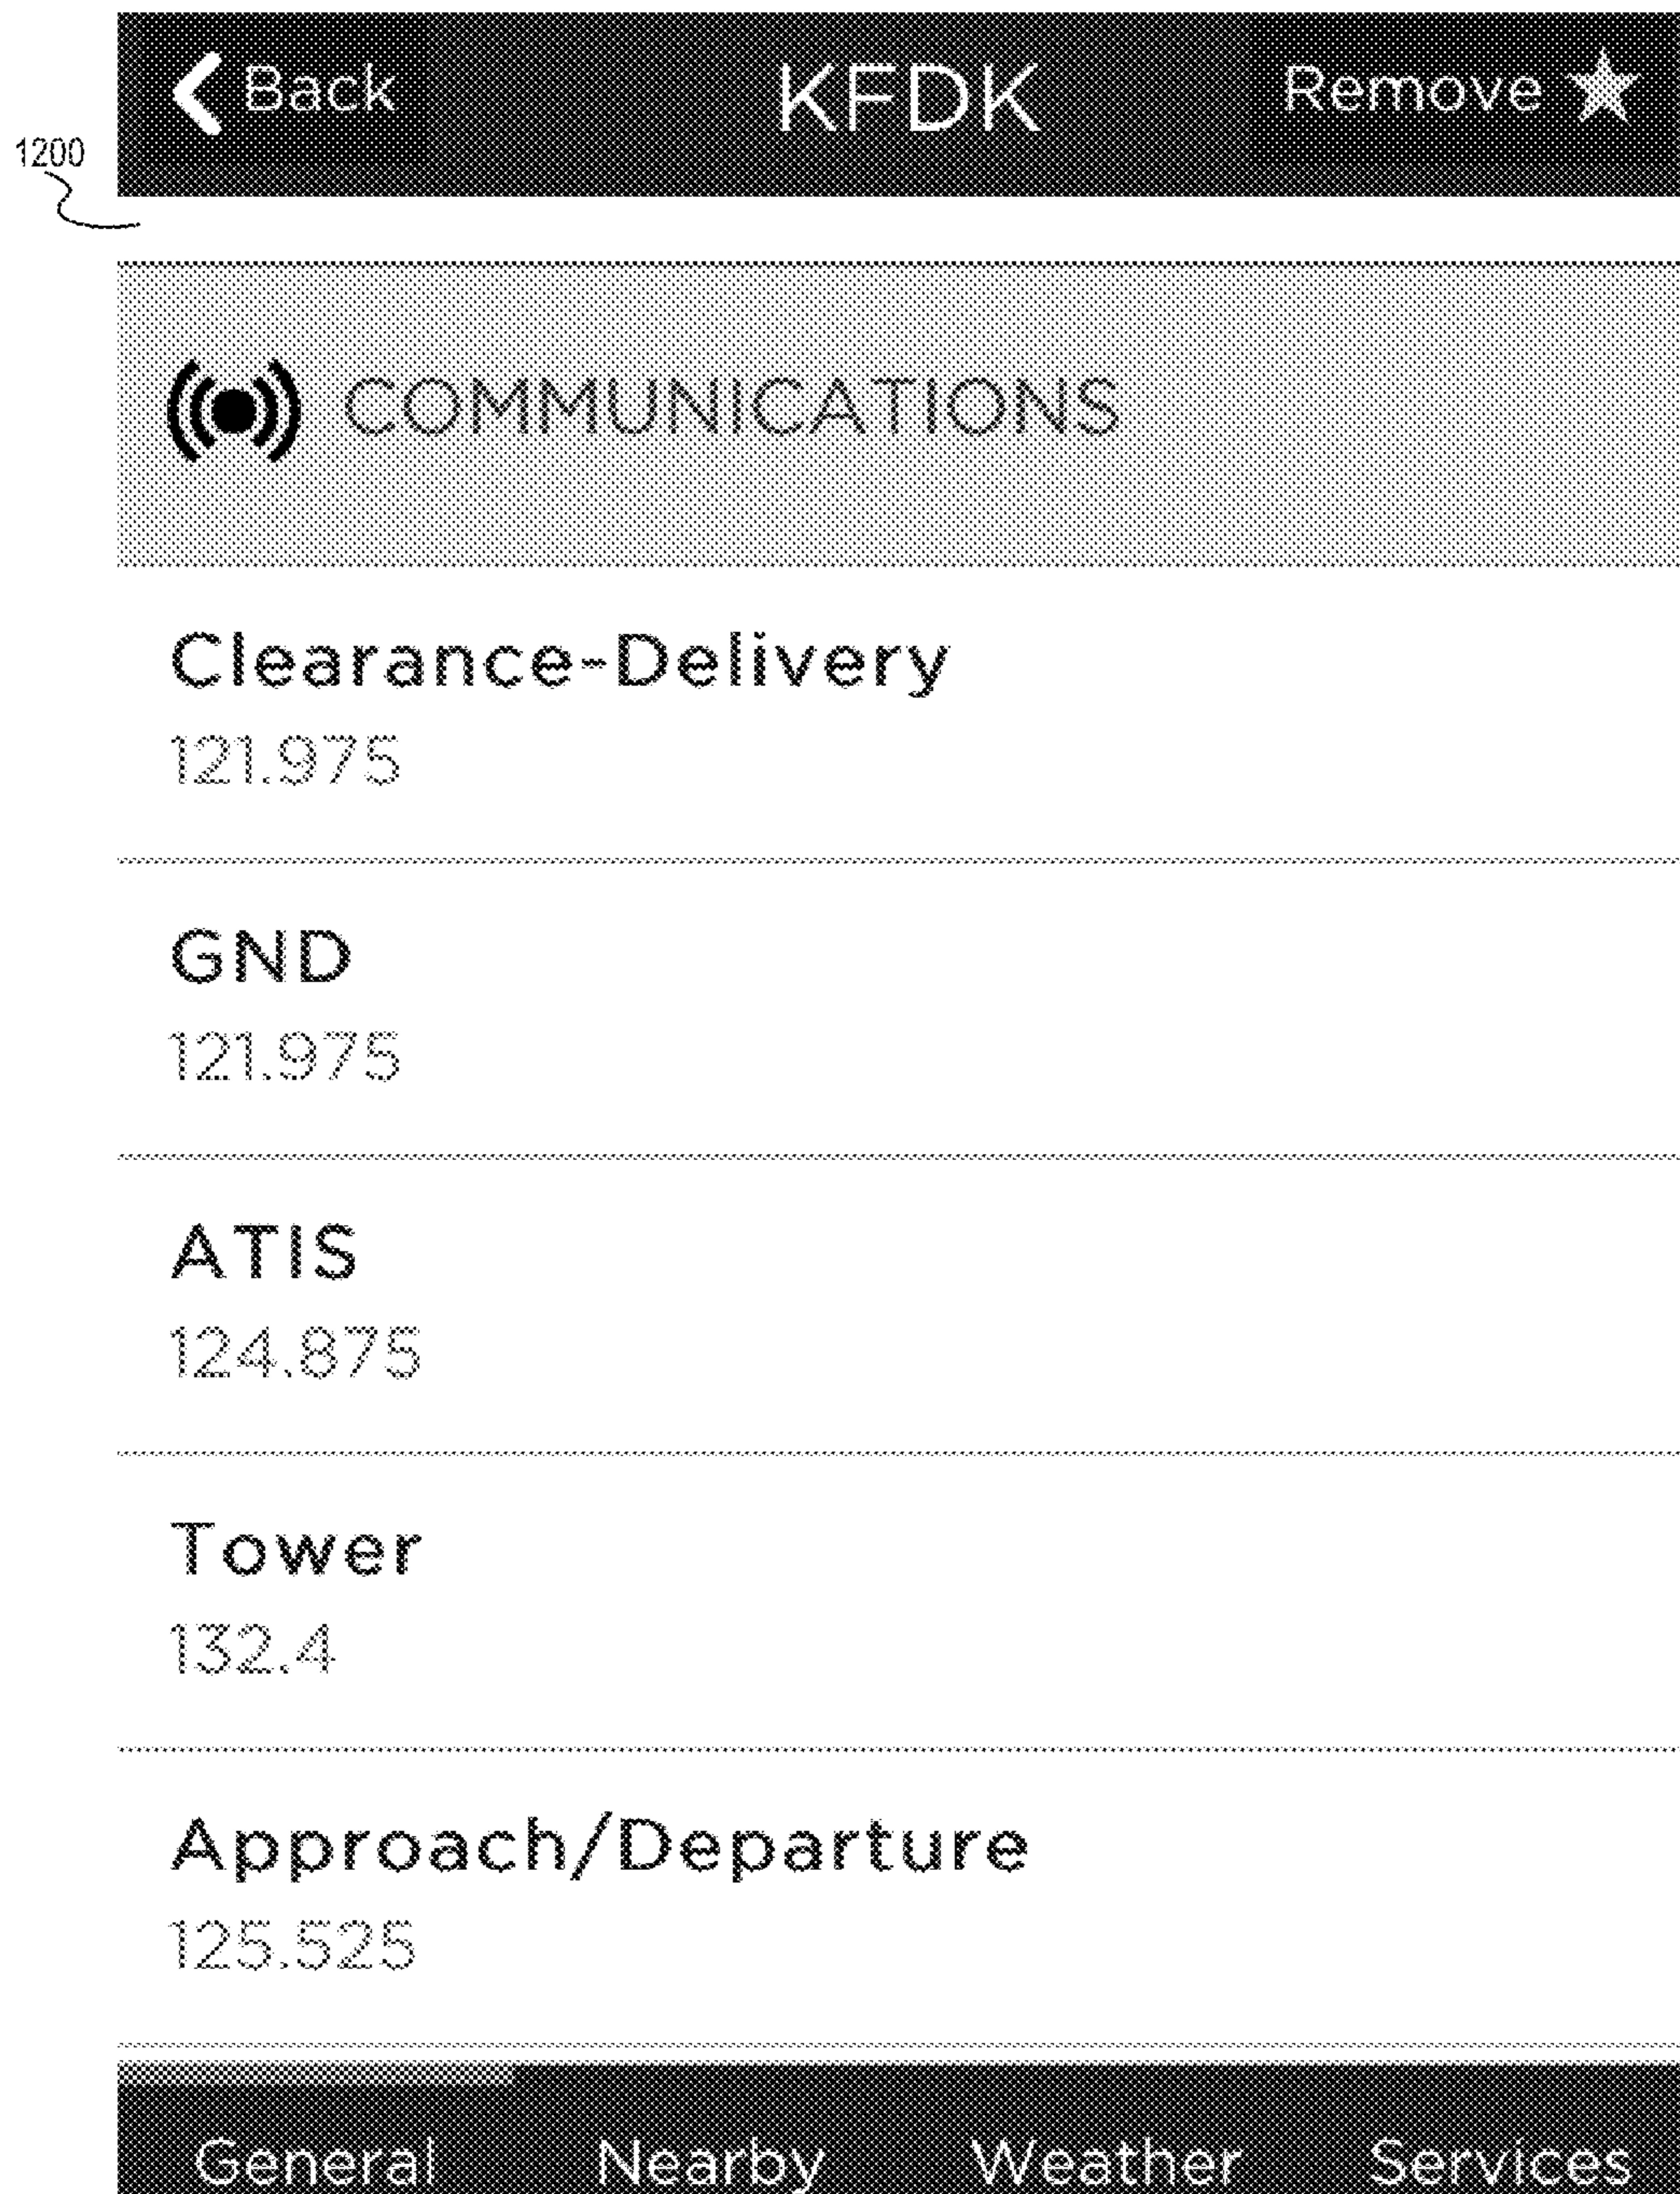 Back KFDK Remove
1200
COMMUNICATIONS
Clearance-Delivery
121.975
GND
121.975
ATIS
124.875
Tower
132.4
Approach/Departure
125.525
General Nearby Weather Services